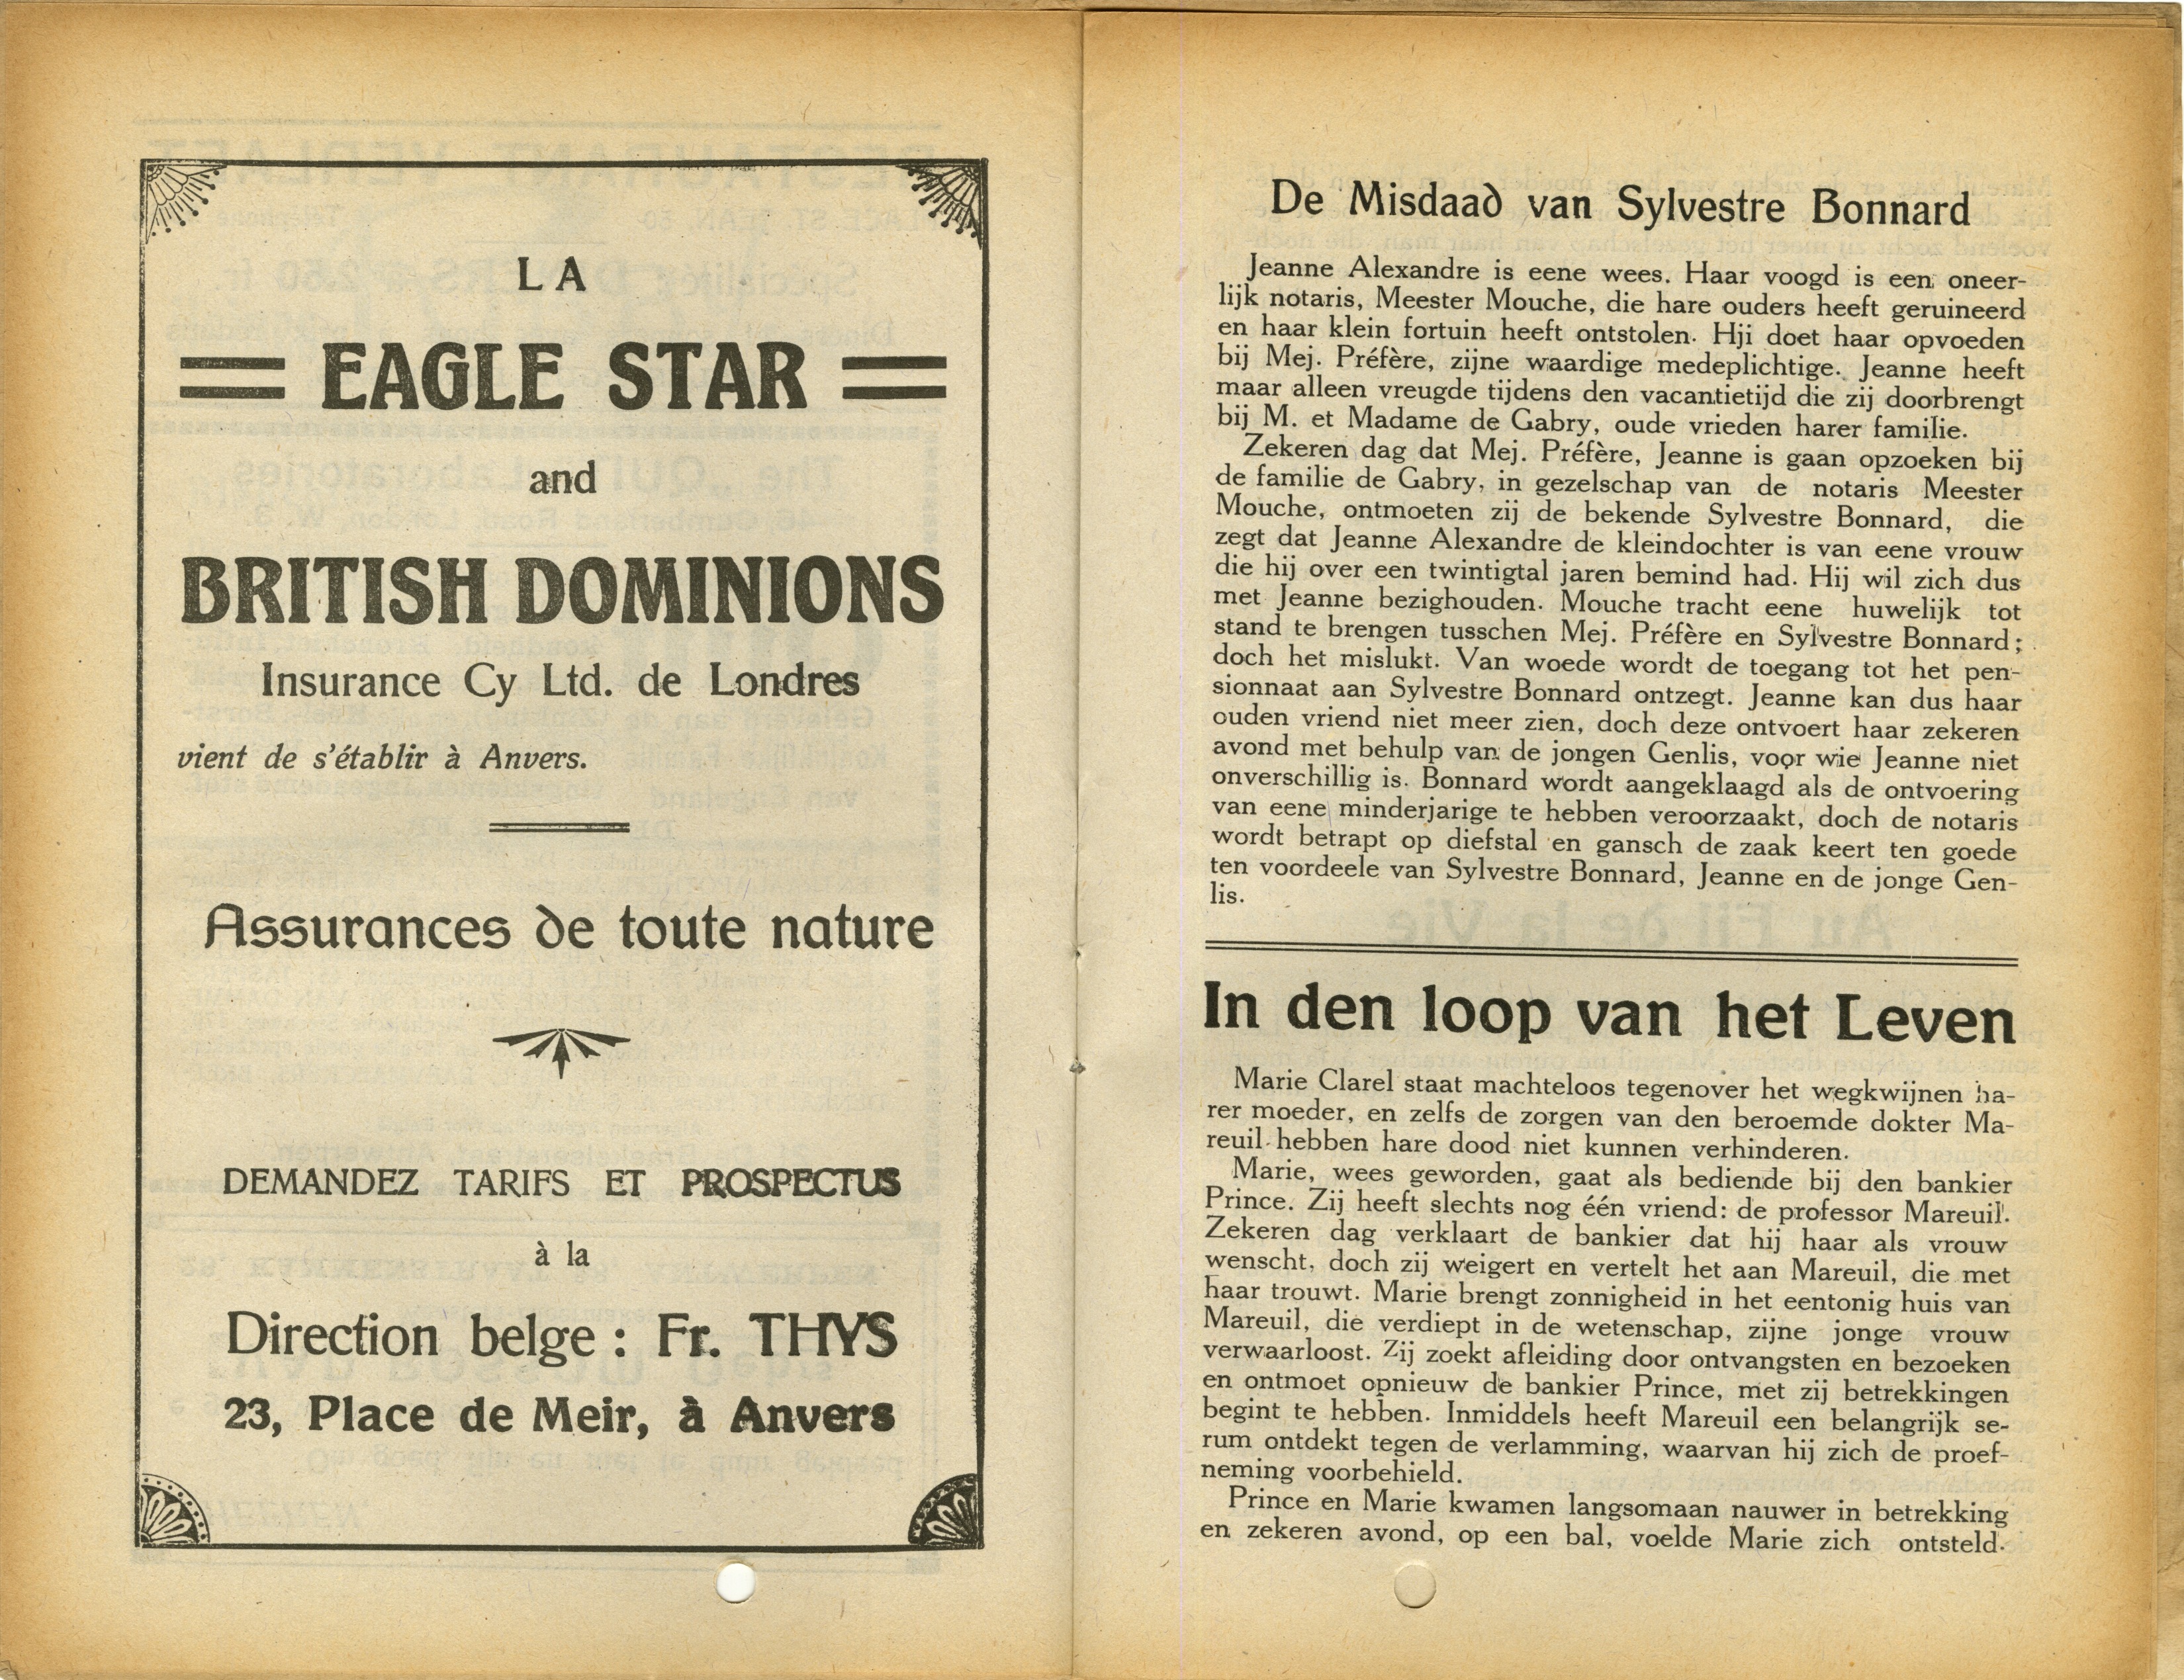 LA
EAGLE STAR
and
BRITISH DOMINIONS
Insurance Cy Ltd. de Londres
vient de s'établir à Anvers.
Assurances de toute nature
DEMANDEZ TARIFS ET PROSPECTUS
à la
Direction belge : Fr. THYS
23, Place de Meir, à Anvers
De Misdaad van Sylvestre Bonnard
Jeanne Alexandre is eene wees. Haar voogd is een oneer-
lijk notaris, Meester Mouche, die hare ouders heeft geruineerd
en haar klein fortuin heeft ontstolen. Hji doet haar opvoeden
bij Mej. Préfère, zijne waardige medeplichtige. Jeanne heeft
maar alleen vreugde tijdens den vacantietijd die zij doorbrengt
bij M. et Madame de Gabry, oude vrieden harer familie.
Zekeren dag dat Mej. Préfère, Jeanne is gaan opzoeken bij
de familie de Gabry, in gezelschap van de notaris Meester
Mouche, ontmoeten zij de bekende Sylvestre Bonnard, die
zegt dat Jeanne Alexandre de kleindochter is van eene vrouw
die hij over een twintigtal jaren bemind had. Hij wil zich dus
met Jeanne bezighouden. Mouche tracht eene huwelijk tot
stand te brengen tusschen Mej. Préfère en Sylvestre Bonnard;
doch het mislukt. Van woede wordt de toegang tot het pen-
sionnaat aan Sylvestre Bonnard ontzegt. Jeanne kan dus haar
ouden vriend niet meer zien, doch deze ontvoert haar zekeren
avond met behulp van de jongen Genlis, voor wie Jeanne niet
onverschillig is. Bonnard wordt aangeklaagd als de ontvoering
van eene minderjarige te hebben veroorzaakt, doch de notaris
wordt betrapt op diefstal en gansch de zaak keert ten goede
ten voordeele van Sylvestre Bonnard, Jeanne en de jonge Gen-
lis.
In den loop van het Leven
Marie Clarel staat machteloos tegenover het wegkwijnen ha-
rer moeder, en zelfs de zorgen van den beroemde dokter Ma-
reuil hebben hare dood niet kunnen verhinderen.
Marie, wees geworden, gaat als bediende bij den bankier
Prince. Zij heeft slechts nog één vriend: de professor Mareuil.
Zekeren dag verklaart de bankier dat hij haar als vrouw
wenscht, doch zij weigert en vertelt het aan Mareuil, die met
haar trouwt. Marie brengt zonnigheid in het eentonig huis van
Mareuil, die verdiept in de wetenschap, zijne jonge vrouw
verwaarloost. Zij zoekt afleiding door ontvangsten en bezoeken
en ontmoet opnieuw de bankier Prince, met zij betrekkingen
begint te hebben. Inmiddels heeft Mareuil een belangrijk se-
rum ontdekt tegen de verlamming, waarvan hij zich de proef-
neming voorbehield.
Prince en Marie kwamen langsomaan nauwer in betrekking
en zekeren avond, op een bal, voelde Marie zich ontsteld.